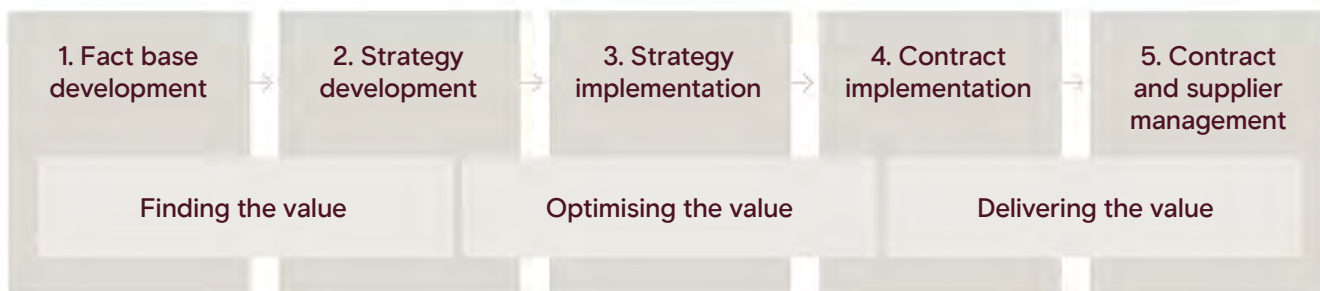 1. Fact base
development
2. Strategy
development
3. Strategy
implementation
4. Contract
implementation
5. Contract
and supplier
management
Finding the value
Optimising the value
Delivering the value